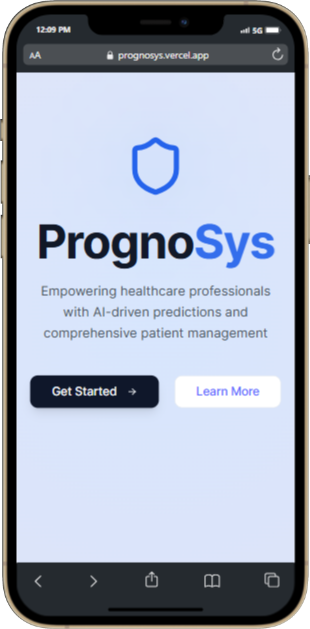 12:09 PM
5G
AA
prognosys.vercel.app
PrognoSys
Empowering healthcare professionals
with AI-driven predictions and
comprehensive patient management
Get Started →
Learn More